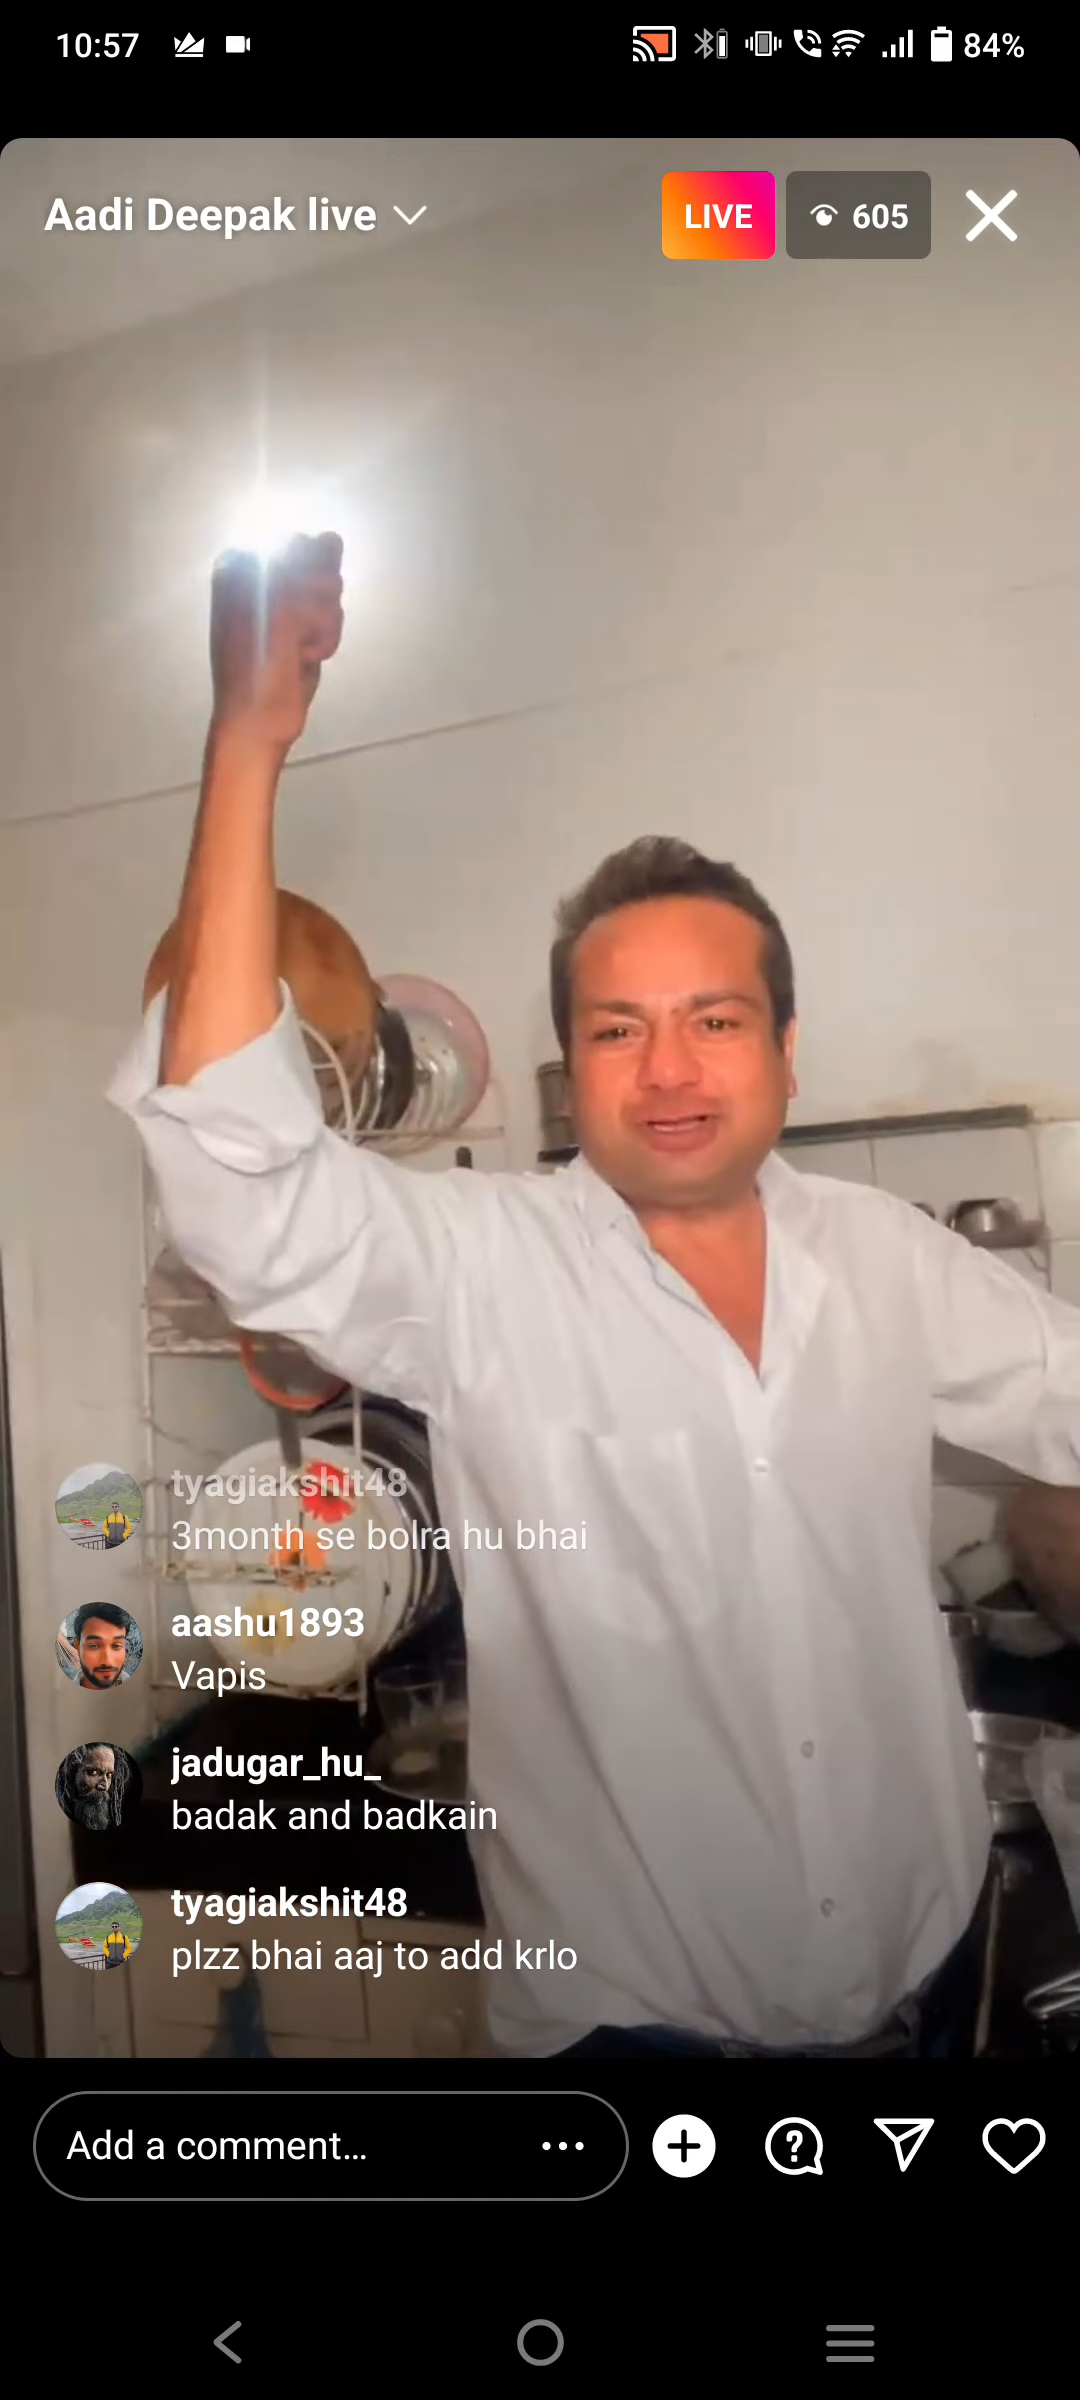 10:57
84%
Aadi Deepak live
LIVE
605
tyagiakshit48
3month se bolra hu bhai
aashu1893
Vapis
jadugar_hu_
badak and badkain
tyagiakshit48
plzz bhai aaj to add krlo
Add a comment...